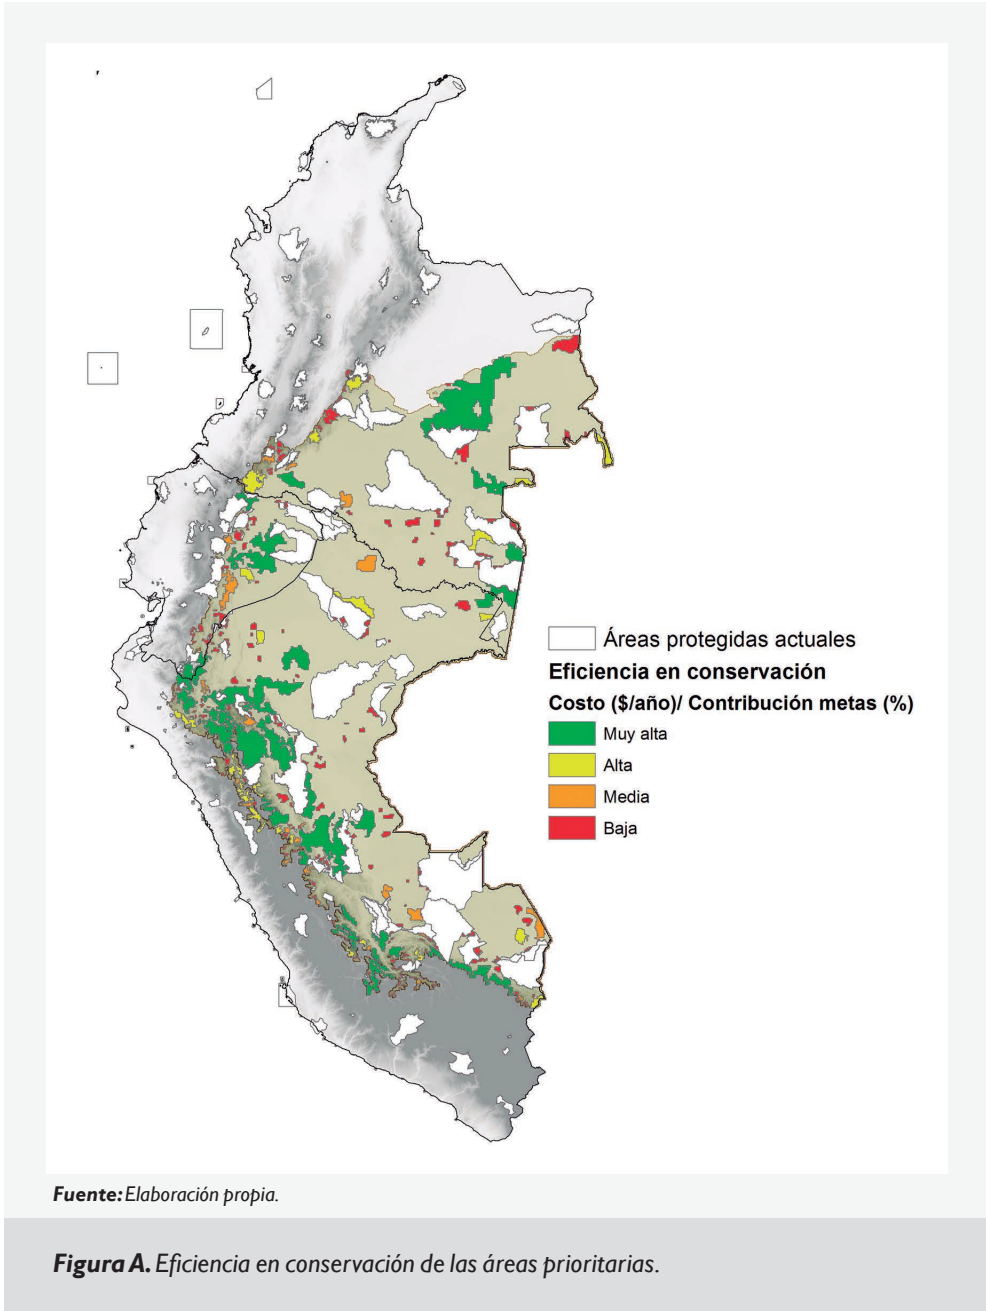 Áreas protegidas actuales
Eficiencia en conservación
Costo ($/año)/ Contribución metas (%)
Muy alta
Alta
Media
Baja
Fuente: Elaboración propia.
Figura A. Eficiencia en conservación de las áreas prioritarias.